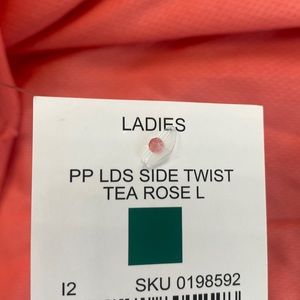 LADIES
PP LDS SIDE TWIST
TEA ROSE L
I2 SKU 0198592